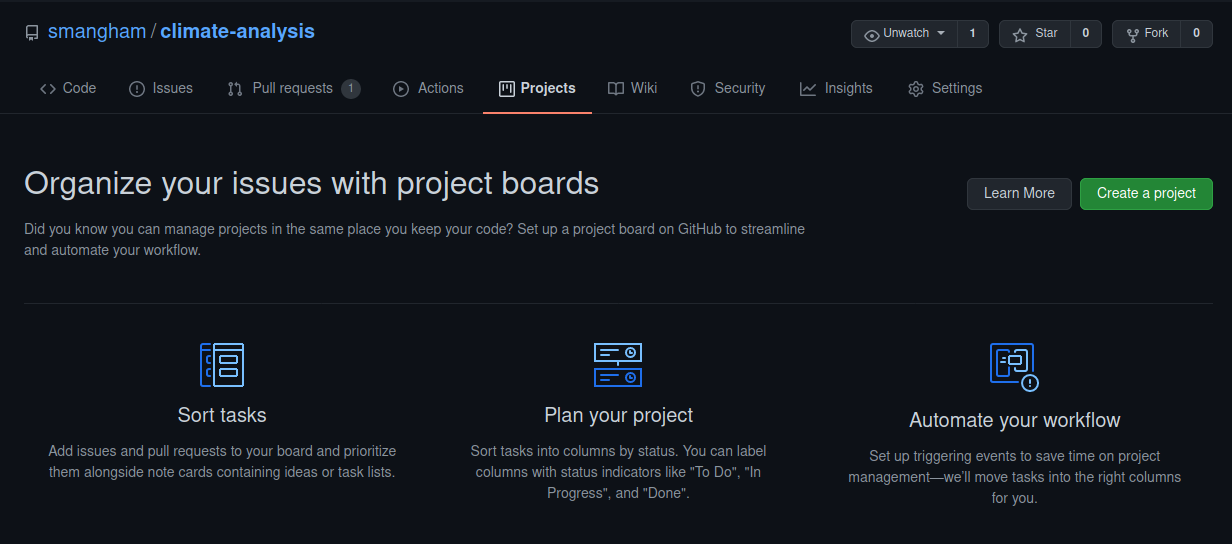 smangham / climate-analysis
Unwatch 1 Star 0 Fork 0
Code Issues Pull requests 1 Actions Projects Wiki Security Insights Settings
Organize your issues with project boards
Learn More Create a project
Did you know you can manage projects in the same place you keep your code? Set up a project board on GitHub to streamline
and automate your workflow.
Sort tasks
Add issues and pull requests to your board and prioritize
them alongside note cards containing ideas or task lists.
Plan your project
Sort tasks into columns by status. You can label
columns with status indicators like "To Do", "In
Progress", and "Done".
Automate your workflow
Set up triggering events to save time on project
management—we'll move tasks into the right columns
for you.